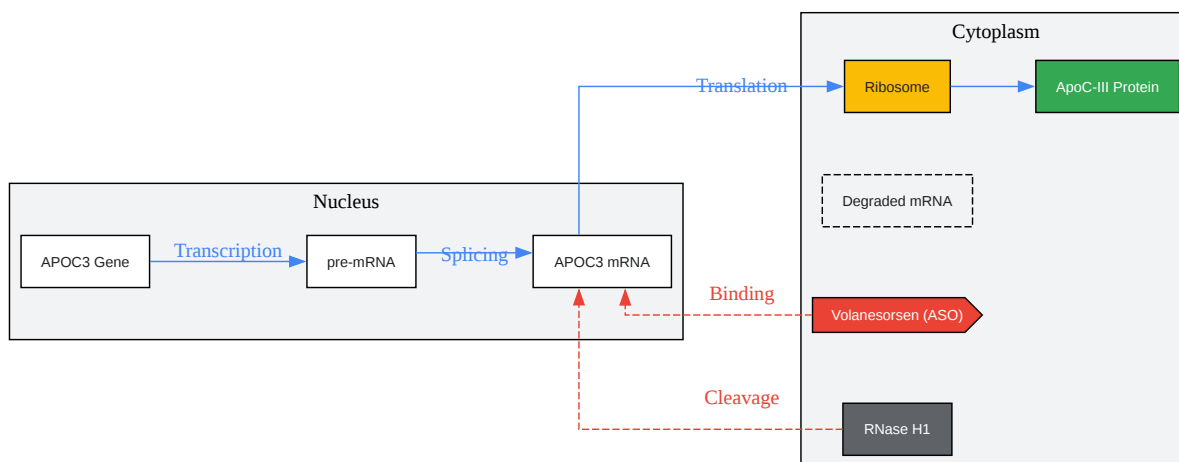 Cytoplasm
Translation
Ribosome
ApoC-III Protein
Degraded mRNA
Nucleus
APOC3 Gene
Transcription
pre-mRNA
Splicing
APOC3 mRNA
Binding
Volanesorsen (ASO)
Cleavage
RNase H1